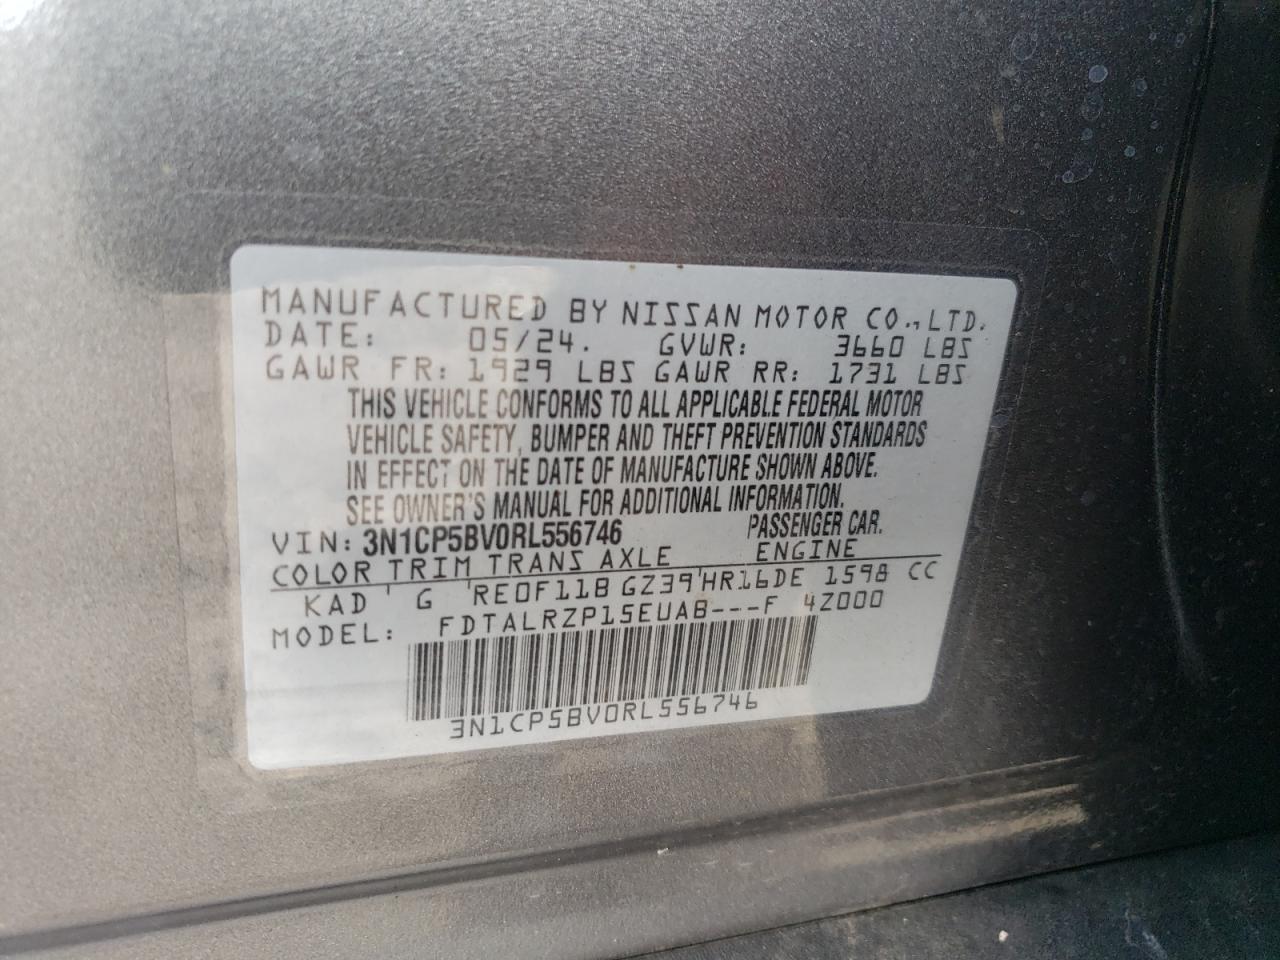 MANUFACTURED BY NISSAN MOTOR CO.,LTD.
DATE: 05/24. GVWR: 3660 LBS
GAWR FR: 1929 LBS GAWR RR: 1731 LBS
THIS VEHICLE CONFORMS TO ALL APPLICABLE FEDERAL MOTOR
VEHICLE SAFETY, BUMPER AND THEFT PREVENTION STANDARDS
IN EFFECT ON THE DATE OF MANUFACTURE SHOWN ABOVE.
SEE OWNER'S MANUAL FOR ADDITIONAL INFORMATION.
VIN: 3N1CP5BV0RL556746 PASSENGER CAR.
COLOR TRIM TRANS AXLE ENGINE
KAD G RE0F11B GZ39 HR16DE 1598 CC
MODEL: FDTALRZP15EUAB---F 4Z000
3N1CP5BV0RL556746